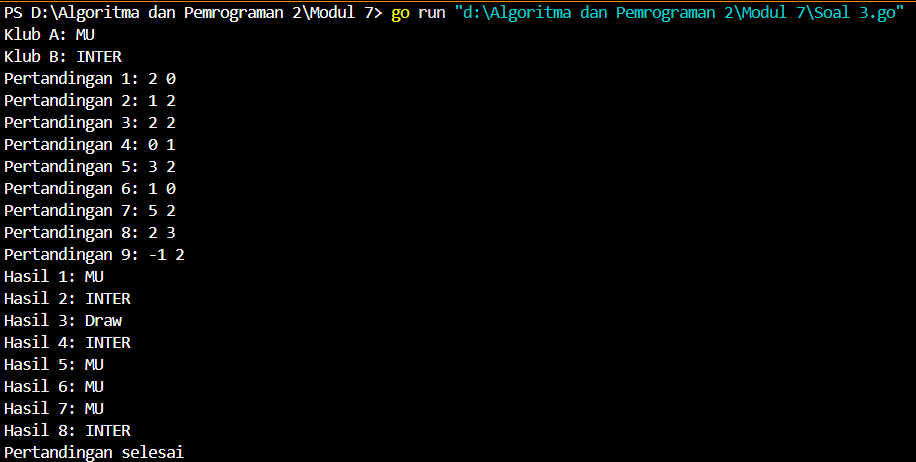 PS D:\Algoritma dan Pemrograman 2\Modul 7> go run "d:\Algoritma dan Pemrograman 2\Modul 7\Soal 3.go"
Klub A: MU
Klub B: INTER
Pertandingan 1: 2 0
Pertandingan 2: 1 2
Pertandingan 3: 2 2
Pertandingan 4: 0 1
Pertandingan 5: 3 2
Pertandingan 6: 1 0
Pertandingan 7: 5 2
Pertandingan 8: 2 3
Pertandingan 9: -1 2
Hasil 1: MU
Hasil 2: INTER
Hasil 3: Draw
Hasil 4: INTER
Hasil 5: MU
Hasil 6: MU
Hasil 7: MU
Hasil 8: INTER
Pertandingan selesai